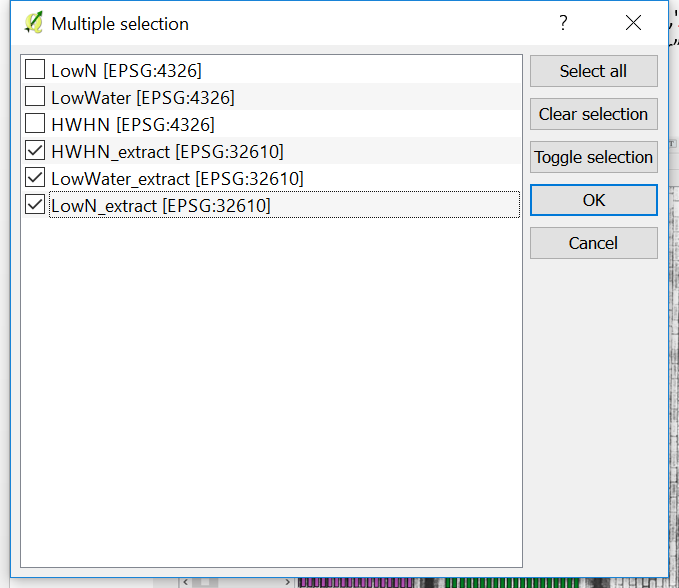 Multiple selection
?
LowN [EPSG:4326]
LowWater [EPSG:4326]
HWHN [EPSG:4326]
HWHN_extract [EPSG:32610]
LowWater_extract [EPSG:32610]
LowN_extract [EPSG:32610]
Select all
Clear selection
Toggle selection
OK
Cancel